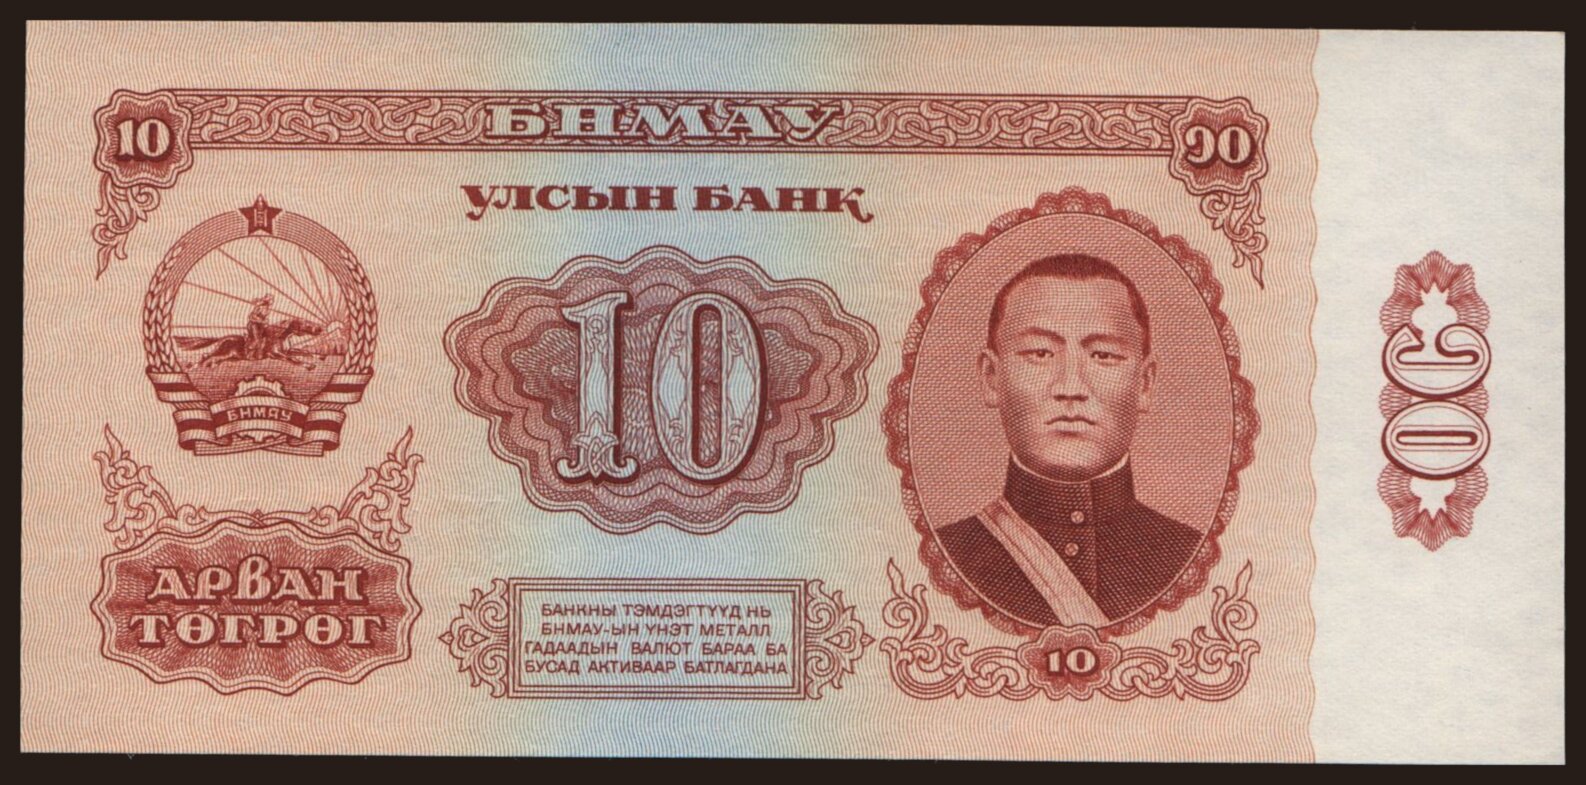 БНМАУ
10
᠑᠐
УЛСЫН БАНК
БНМАУ
10
АРВАН
ТӨГРӨГ
БАНКНЫ ТЭМДЭГТҮҮД НЬ
БНМАУ-ЫН ҮНЭТ МЕТАЛЛ
ГАДААДЫН ВАЛЮТ БАРАА БА
БУСАД АКТИВААР БАТЛАГДАНА
10